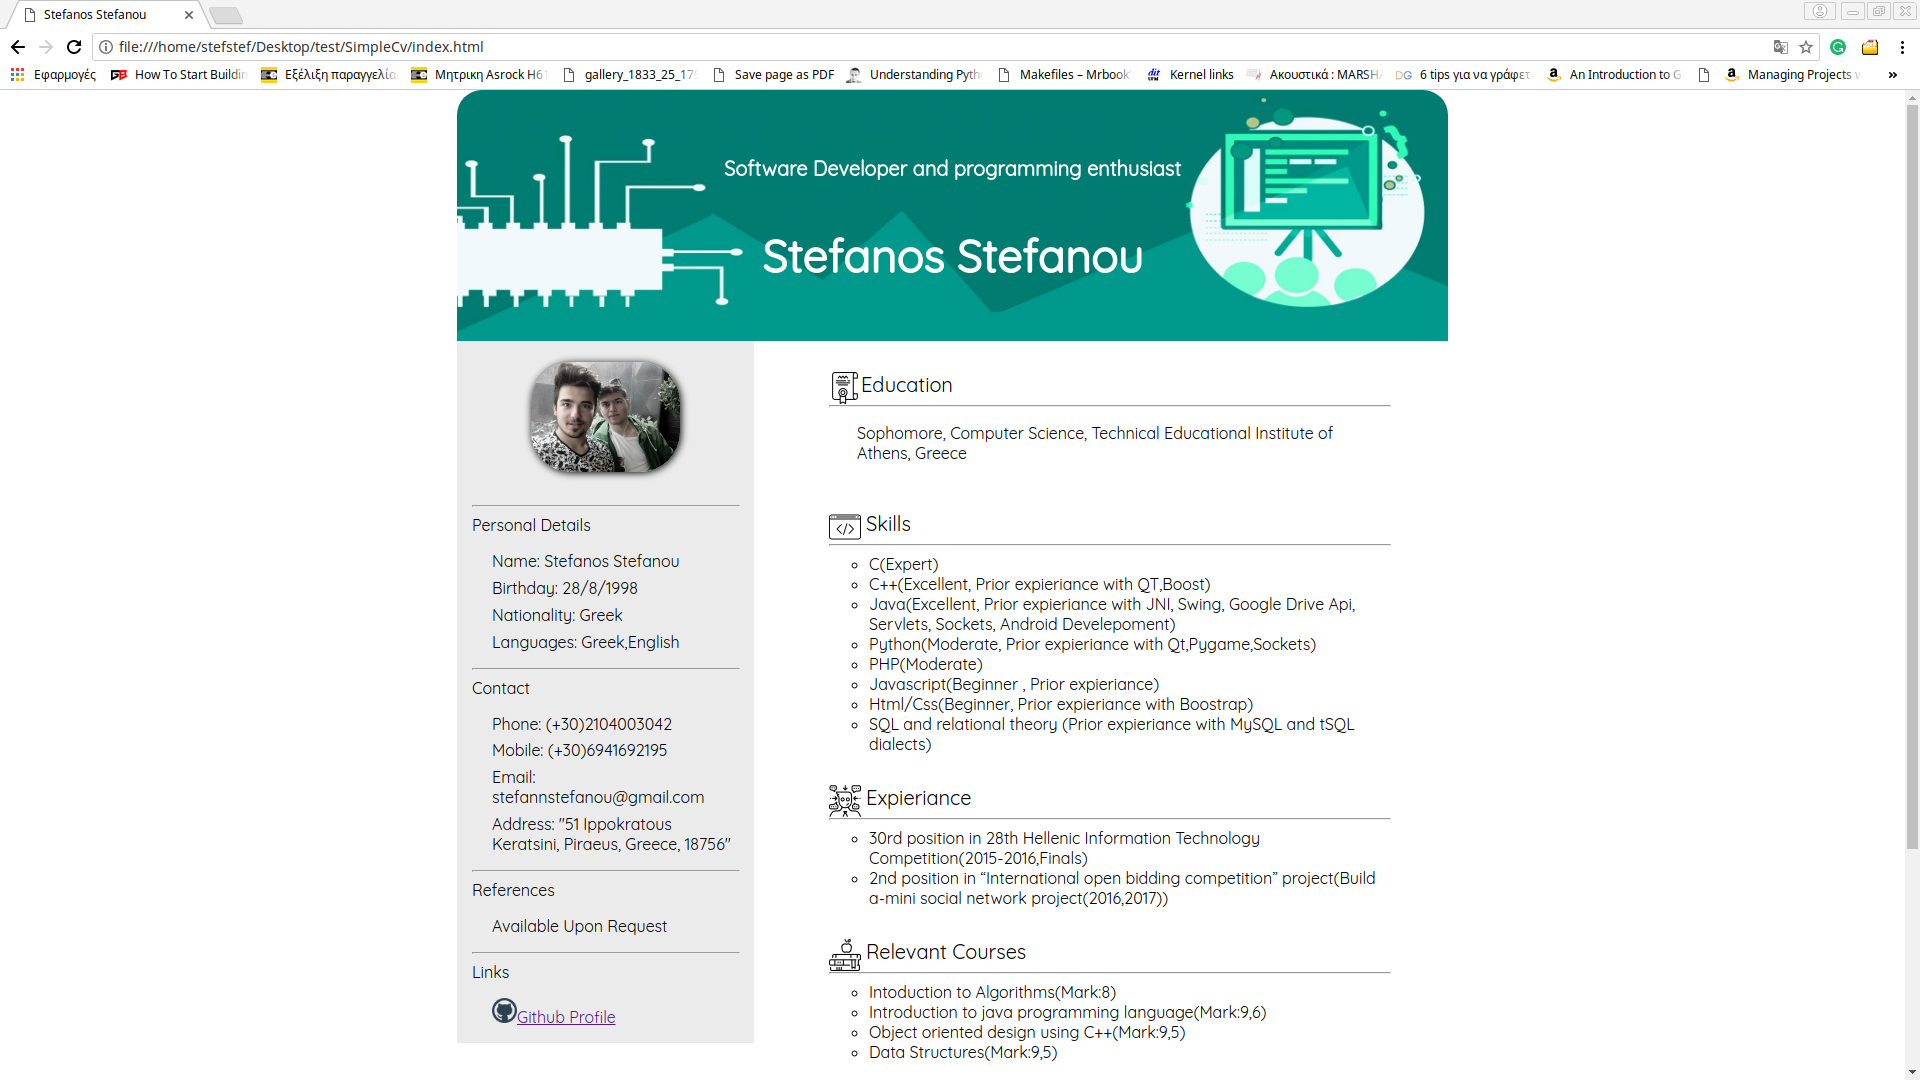 Stefanos Stefanou
file:///home/stefstef/Desktop/test/SimpleCv/index.html
Εφαρμογές How To Start Buildin Εξέλιξη παραγγελία Μητρικη Asrock H61 gallery_1833_25_179 Save page as PDF Understanding Pyth Makefiles – Mrbook' Kernel links Ακουστικά : MARSHA 6 tips για να γράφετ An Introduction to G Managing Projects w »
Software Developer and programming enthusiast
Stefanos Stefanou
Personal Details
Name: Stefanos Stefanou
Birthday: 28/8/1998
Nationality: Greek
Languages: Greek,English
Contact
Phone: (+30)2104003042
Mobile: (+30)6941692195
Email:
stefannstefanou@gmail.com
Address: "51 Ippokratous
Keratsini, Piraeus, Greece, 18756"
References
Available Upon Request
Links
Github Profile
Education
Sophomore, Computer Science, Technical Educational Institute of
Athens, Greece
Skills
C(Expert)
C++(Excellent, Prior expieriance with QT,Boost)
Java(Excellent, Prior expieriance with JNI, Swing, Google Drive Api,
Servlets, Sockets, Android Develepoment)
Python(Moderate, Prior expieriance with Qt,Pygame,Sockets)
PHP(Moderate)
Javascript(Beginner , Prior expieriance)
Html/Css(Beginner, Prior expieriance with Boostrap)
SQL and relational theory (Prior expieriance with MySQL and tSQL
dialects)
Expieriance
30rd position in 28th Hellenic Information Technology
Competition(2015-2016,Finals)
2nd position in “International open bidding competition” project(Build
a-mini social network project(2016,2017))
Relevant Courses
Intoduction to Algorithms(Mark:8)
Introduction to java programming language(Mark:9,6)
Object oriented design using C++(Mark:9,5)
Data Structures(Mark:9,5)